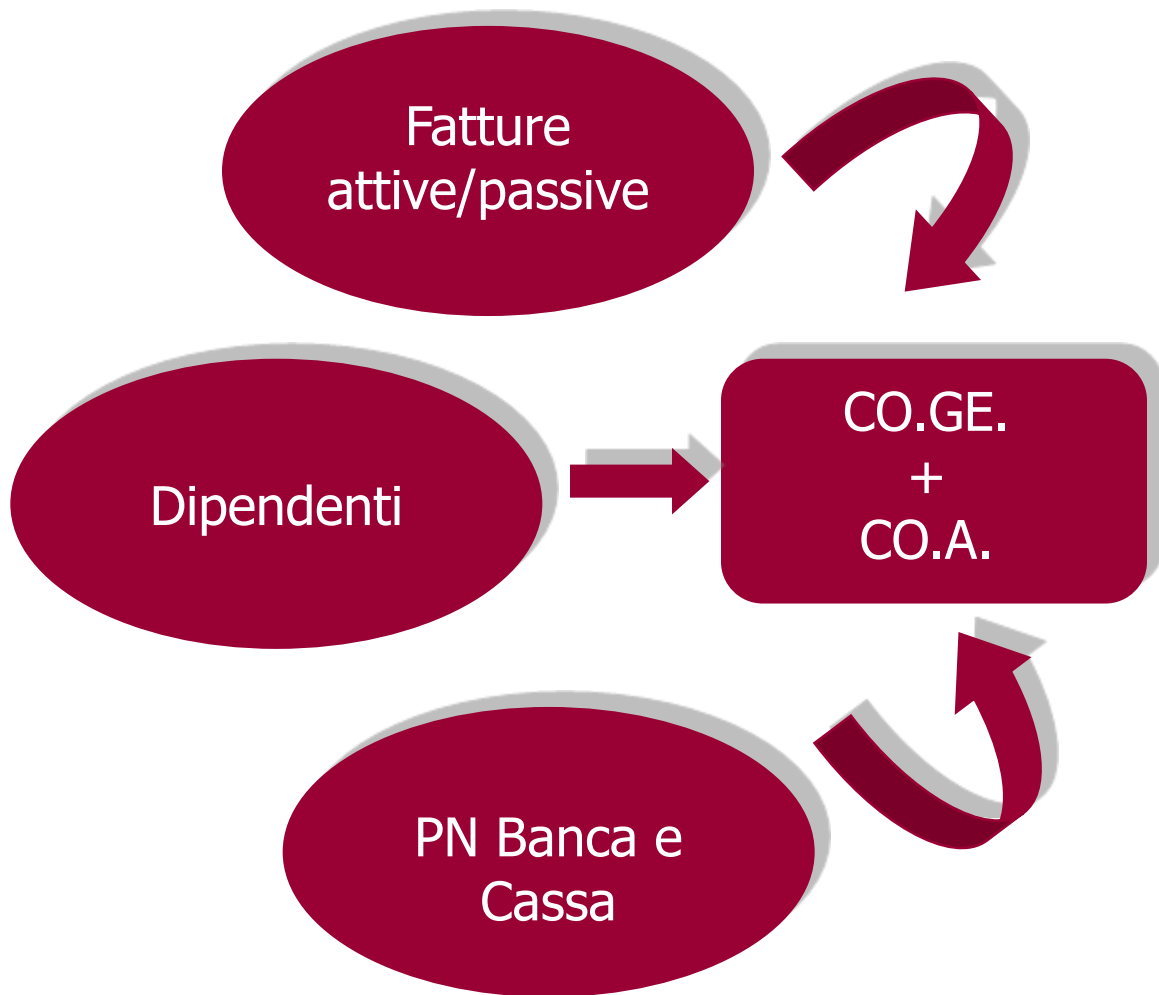 Fatture
attive/passive
Dipendenti
CO.GE.
+
CO.A.
PN Banca e
Cassa